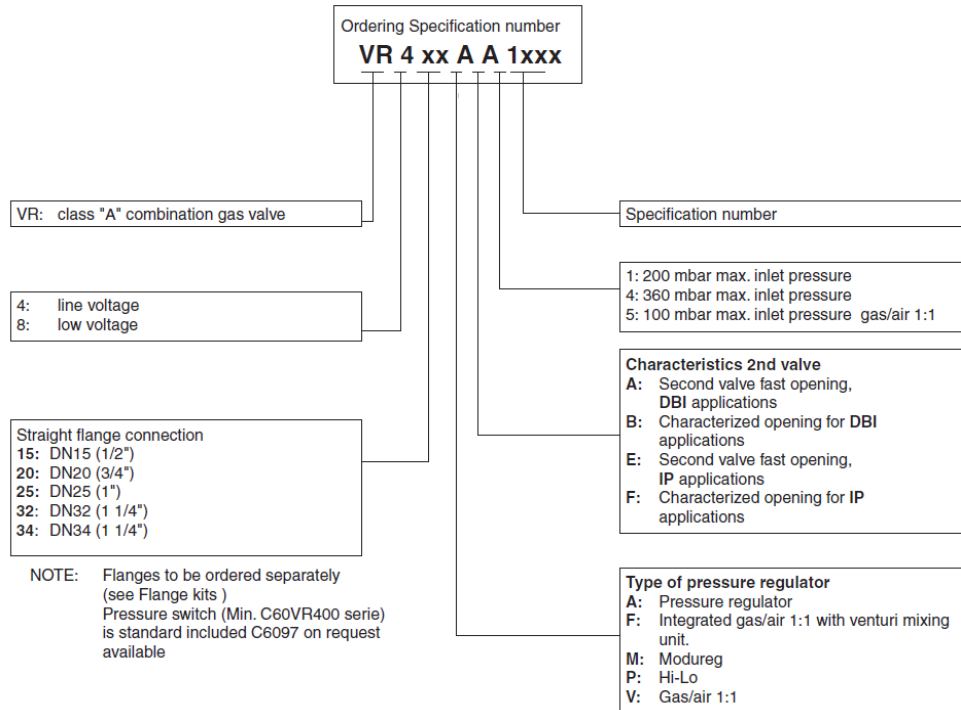 Ordering Specification number
VR 4 xx A A 1xxx
VR: class "A" combination gas valve
4: line voltage
8: low voltage
Straight flange connection
15: DN15 (1/2")
20: DN20 (3/4")
25: DN25 (1")
32: DN32 (1 1/4")
34: DN34 (1 1/4")
NOTE: Flanges to be ordered separately
(see Flange kits )
Pressure switch (Min. C60VR400 serie)
is standard included C6097 on request
available
Specification number
1: 200 mbar max. inlet pressure
4: 360 mbar max. inlet pressure
5: 100 mbar max. inlet pressure gas/air 1:1
Characteristics 2nd valve
A: Second valve fast opening,
DBI applications
B: Characterized opening for DBI
applications
E: Second valve fast opening,
IP applications
F: Characterized opening for IP
applications
Type of pressure regulator
A: Pressure regulator
F: Integrated gas/air 1:1 with venturi mixing
unit.
M: Modureg
P: Hi-Lo
V: Gas/air 1:1